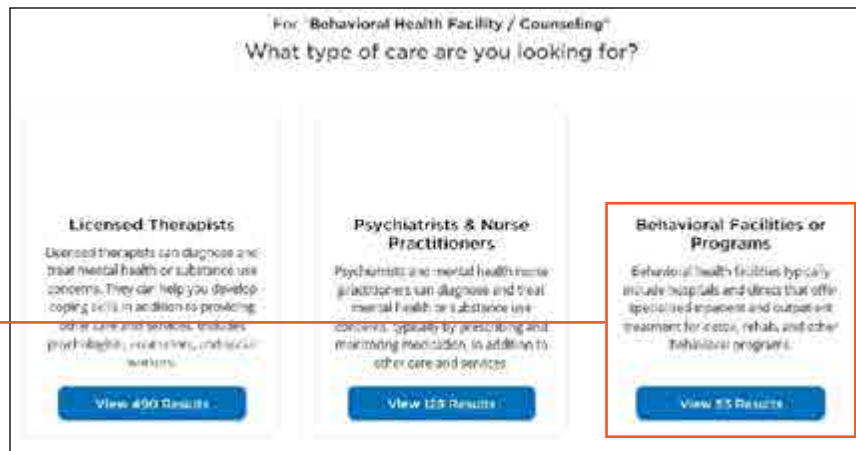 For "Behavioral Health Facility / Counseling"
What type of care are you looking for?
Licensed Therapists
Licensed therapists can diagnose and
treat mental health or substance use
concerns. They can help you develop
coping skills in addition to providing
other care and services. Includes
psychologists, counselors, and social
workers.
View 490 Results
Psychiatrists & Nurse
Practitioners
Psychiatrists and mental health nurse
practitioners can diagnose and treat
mental health or substance use
concerns, typically by prescribing and
monitoring medication, in addition to
other care and services
View 128 Results
Behavioral Facilities or
Programs
Behavioral health facilities typically
include hospitals and clinics that offer
specialized inpatient and outpatient
treatment for detox, rehab, and other
behavioral programs.
View Results